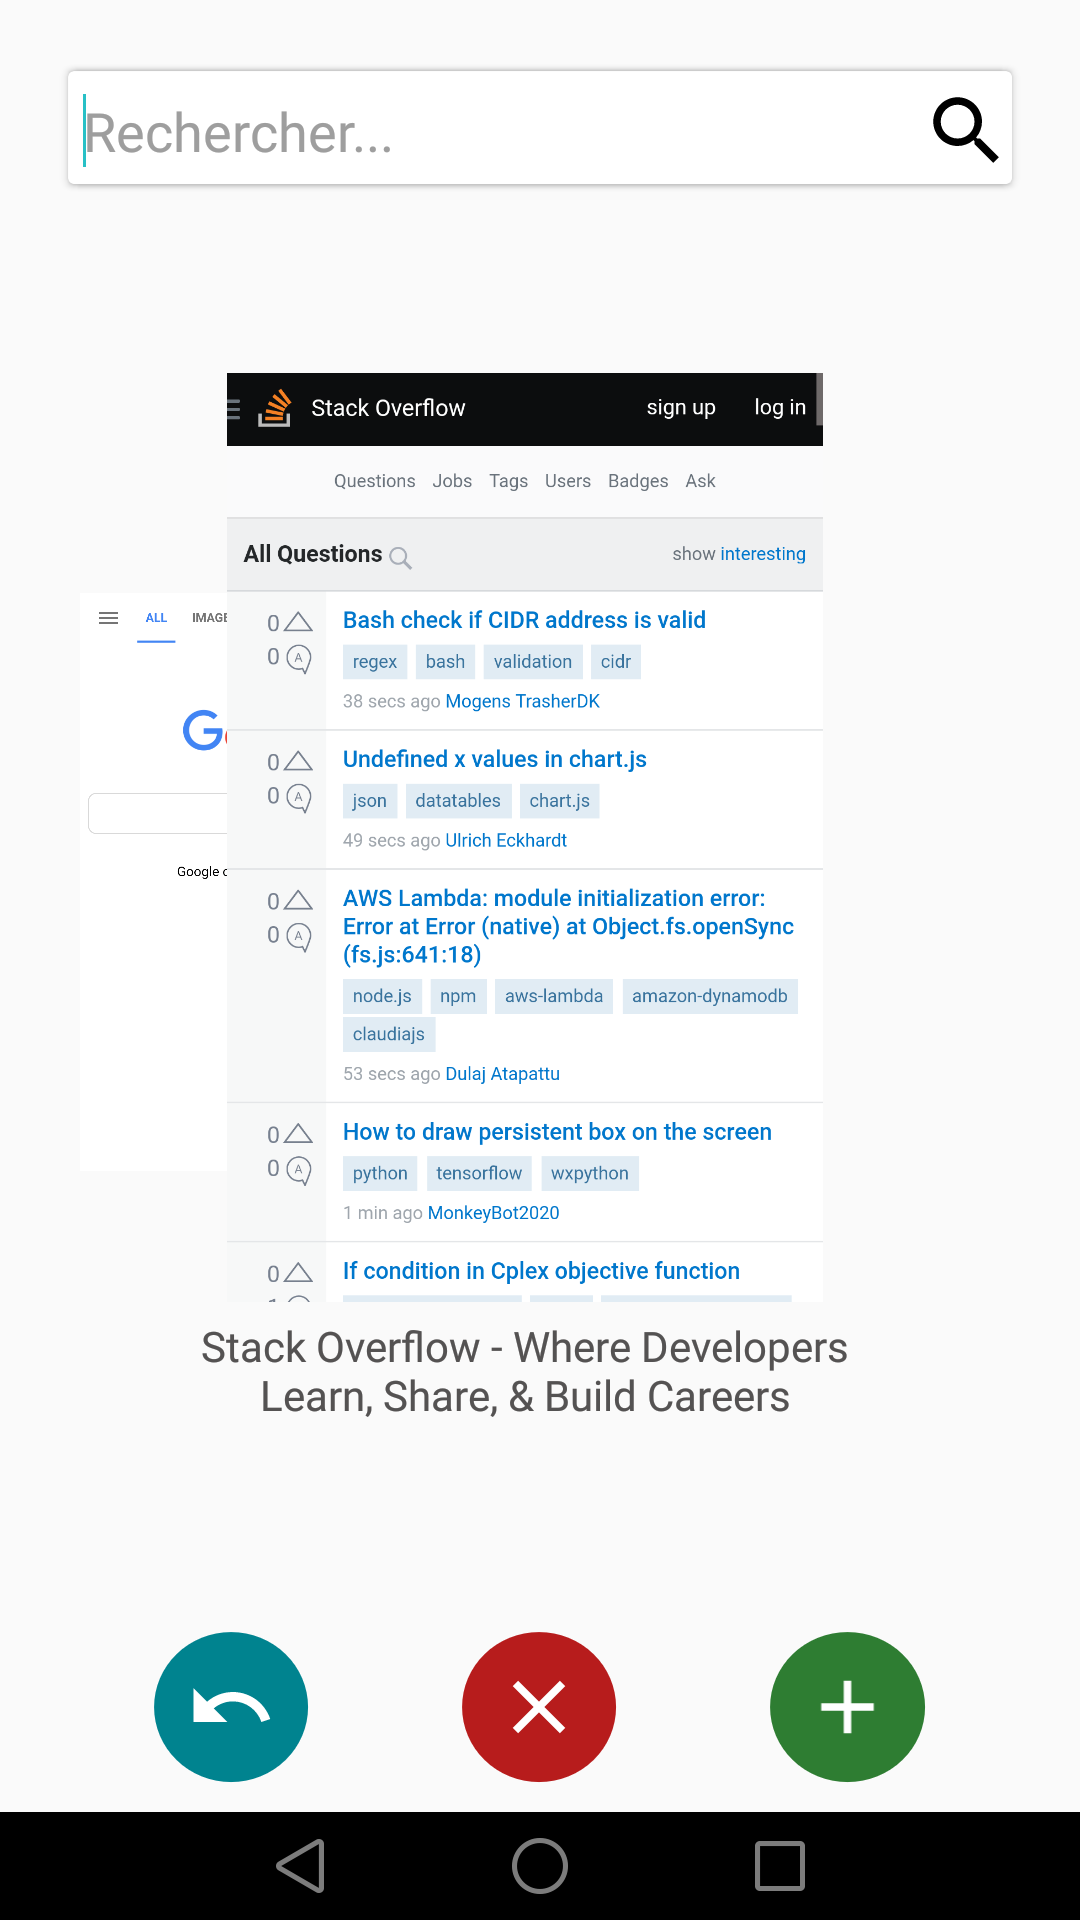 Rechercher...
Stack Overflow sign up log in
Questions Jobs Tags Users Badges Ask
All Questions show interesting
ALL IMAGE
G
Google
0 Bash check if CIDR address is valid
0 A regex bash validation cidr
38 secs ago Mogens TrasherDK
0 Undefined x values in chart.js
0 A json datatables chart.js
49 secs ago Ulrich Eckhardt
0 AWS Lambda: module initialization error:
0 A Error at Error (native) at Object.fs.openSync
(fs.js:641:18)
node.js npm aws-lambda amazon-dynamodb
claudiajs
53 secs ago Dulaj Atapattu
0 How to draw persistent box on the screen
0 A python tensorflow wxpython
1 min ago MonkeyBot2020
0 If condition in Cplex objective function
Stack Overflow - Where Developers
Learn, Share, & Build Careers